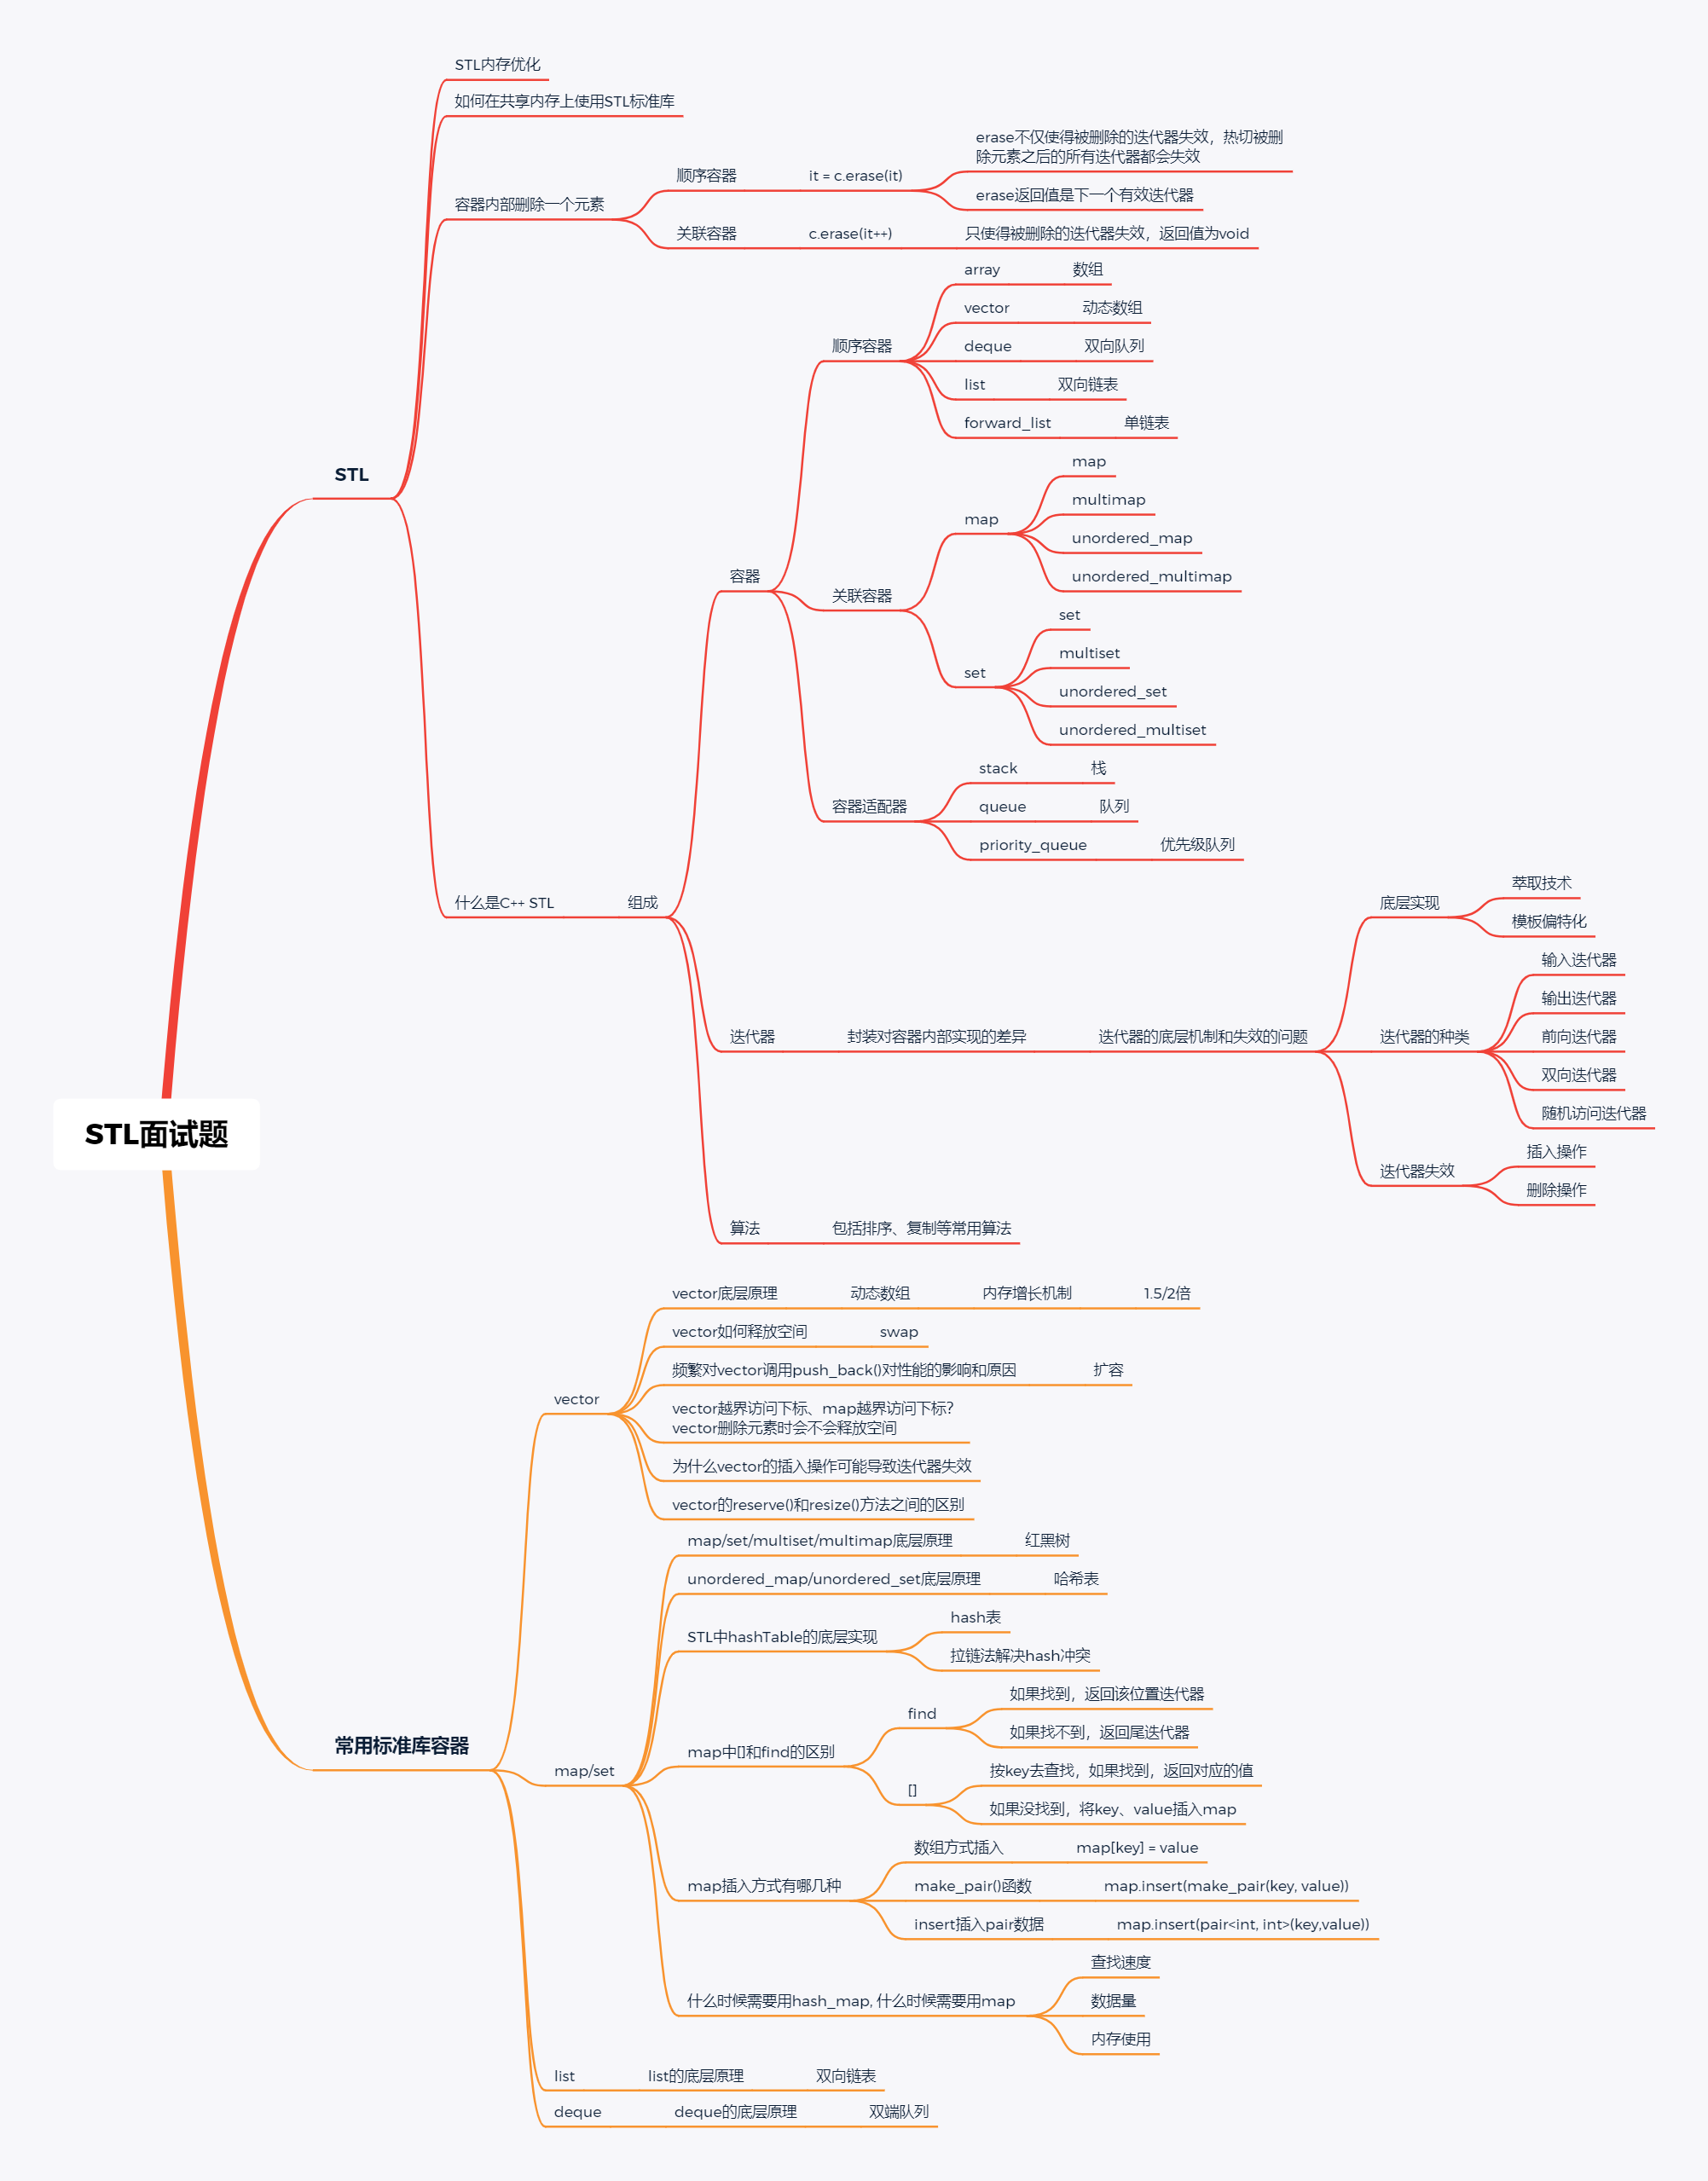 STL面试题
STL
STL内存优化
如何在共享内存上使用STL标准库
容器内部删除一个元素
顺序容器
it = c.erase(it)
erase不仅使得被删除的迭代器失效，热切被删
除元素之后的所有迭代器都会失效
erase返回值是下一个有效迭代器
关联容器
c.erase(it++)
只使得被删除的迭代器失效，返回值为void
什么是C++ STL
组成
容器
顺序容器
array
数组
vector
动态数组
deque
双向队列
list
双向链表
forward_list
单链表
关联容器
map
map
multimap
unordered_map
unordered_multimap
set
set
multiset
unordered_set
unordered_multiset
容器适配器
stack
栈
queue
队列
priority_queue
优先级队列
迭代器
封装对容器内部实现的差异
迭代器的底层机制和失效的问题
底层实现
萃取技术
模板偏特化
迭代器的种类
输入迭代器
输出迭代器
前向迭代器
双向迭代器
随机访问迭代器
迭代器失效
插入操作
删除操作
算法
包括排序、复制等常用算法
常用标准库容器
vector
vector底层原理
动态数组
内存增长机制
1.5/2倍
vector如何释放空间
swap
频繁对vector调用push_back()对性能的影响和原因
扩容
vector越界访问下标、map越界访问下标？
vector删除元素时会不会释放空间
为什么vector的插入操作可能导致迭代器失效
vector的reserve()和resize()方法之间的区别
map/set
map/set/multiset/multimap底层原理
红黑树
unordered_map/unordered_set底层原理
哈希表
STL中hashTable的底层实现
hash表
拉链法解决hash冲突
map中[]和find的区别
find
如果找到，返回该位置迭代器
如果找不到，返回尾迭代器
[]
按key去查找，如果找到，返回对应的值
如果没找到，将key、value插入map
map插入方式有哪几种
数组方式插入
map[key] = value
make_pair()函数
map.insert(make_pair(key, value))
insert插入pair数据
map.insert(pair<int, int>(key,value))
什么时候需要用hash_map, 什么时候需要用map
查找速度
数据量
内存使用
list
list的底层原理
双向链表
deque
deque的底层原理
双端队列